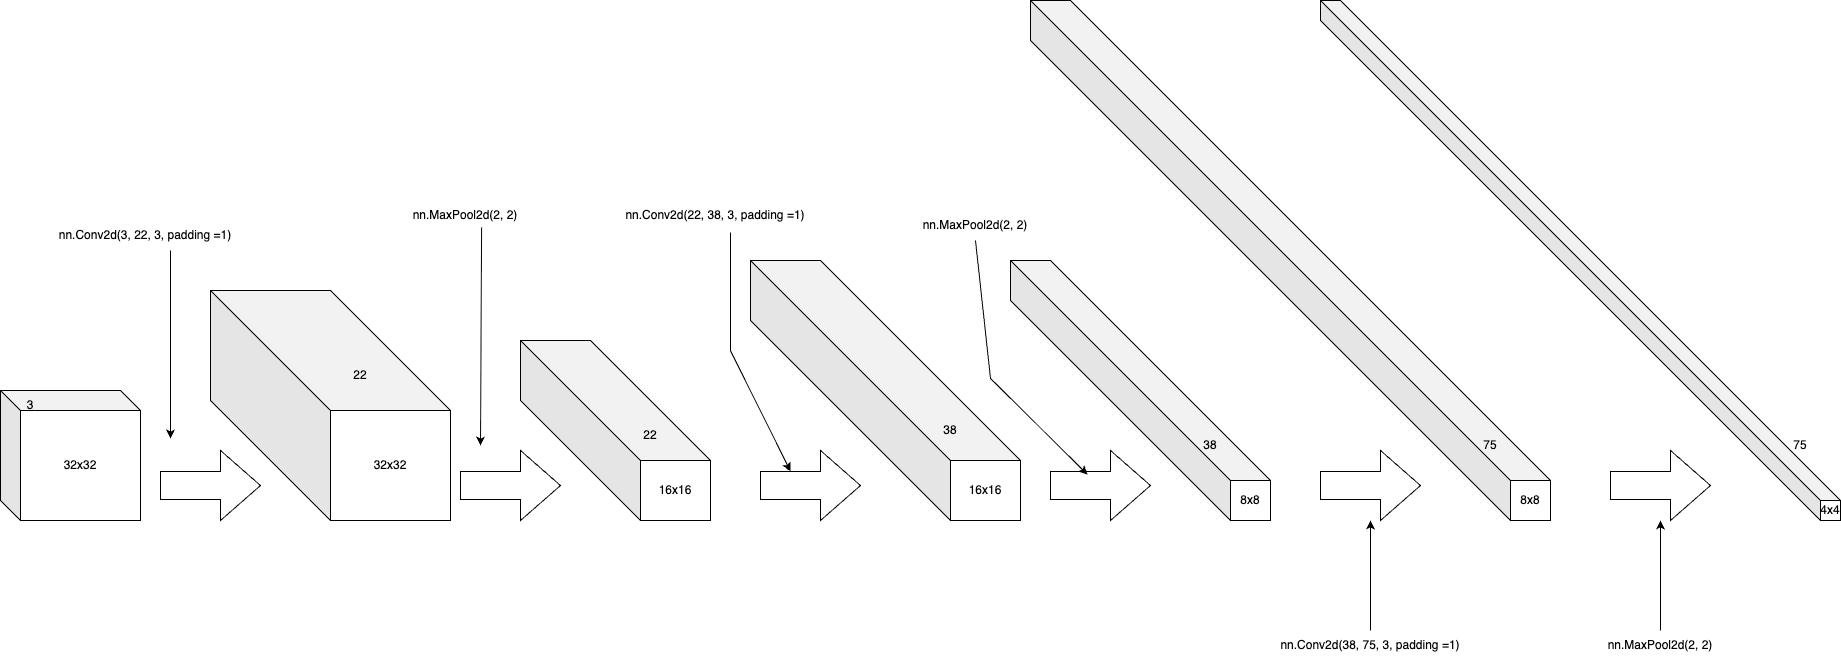 nn.Conv2d(3, 22, 3, padding =1)
nn.MaxPool2d(2, 2)
nn.Conv2d(22, 38, 3, padding =1)
nn.MaxPool2d(2, 2)
3
32x32
22
32x32
22
16x16
38
16x16
38
8x8
75
8x8
75
4x4
nn.Conv2d(38, 75, 3, padding =1)
nn.MaxPool2d(2, 2)